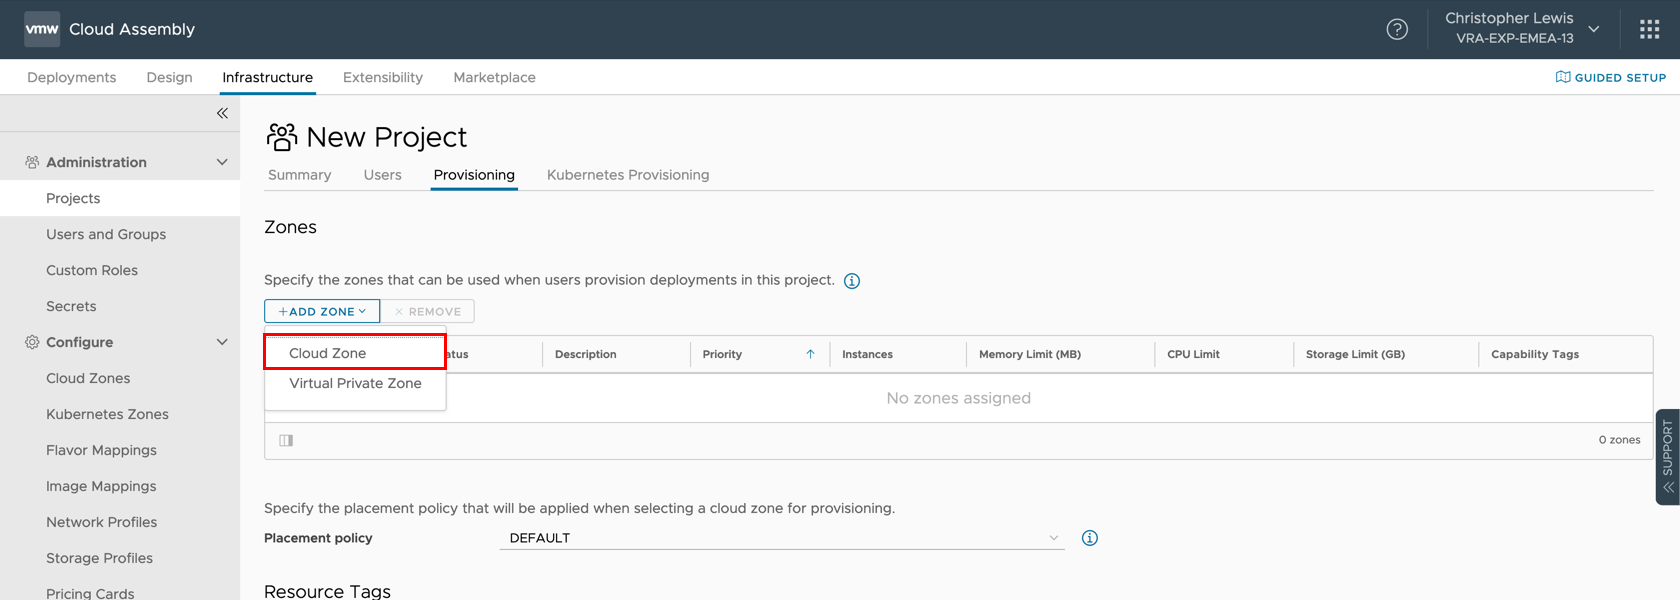 vmw Cloud Assembly
?
Christopher Lewis
VRA-EXP-EMEA-13
Deployments Design Infrastructure Extensibility Marketplace
GUIDED SETUP
Administration
Projects
Users and Groups
Custom Roles
Secrets
Configure
Cloud Zones
Kubernetes Zones
Flavor Mappings
Image Mappings
Network Profiles
Storage Profiles
Pricing Cards
New Project
Summary Users Provisioning Kubernetes Provisioning
Zones
Specify the zones that can be used when users provision deployments in this project.
+ADD ZONE × REMOVE
Cloud Zone
Virtual Private Zone
atus Description Priority Instances Memory Limit (MB) CPU Limit Storage Limit (GB) Capability Tags
No zones assigned
0 zones
Specify the placement policy that will be applied when selecting a cloud zone for provisioning.
Placement policy DEFAULT
Resource Tags
SUPPORT